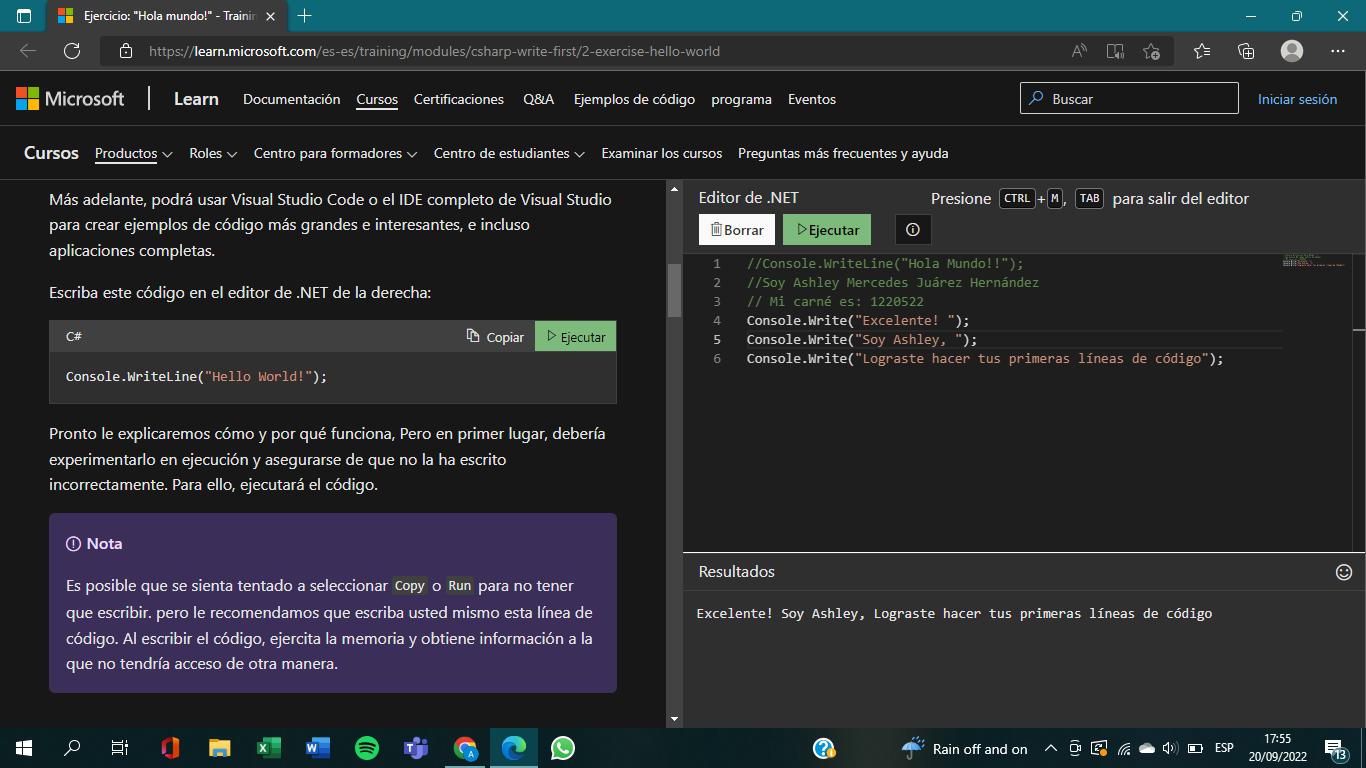 Ejercicio: "Hola mundo!" - Trainin
https://learn.microsoft.com/es-es/training/modules/csharp-write-first/2-exercise-hello-world
Microsoft
Learn Documentación Cursos Certificaciones Q&A Ejemplos de código programa Eventos
Buscar
Iniciar sesión
Cursos Productos Roles Centro para formadores Centro de estudiantes Examinar los cursos Preguntas más frecuentes y ayuda
Más adelante, podrá usar Visual Studio Code o el IDE completo de Visual Studio
para crear ejemplos de código más grandes e interesantes, e incluso
aplicaciones completas.
Escriba este código en el editor de .NET de la derecha:
C# Copiar Ejecutar
Console.WriteLine("Hello World!");
Pronto le explicaremos cómo y por qué funciona, Pero en primer lugar, debería
experimentarlo en ejecución y asegurarse de que no la ha escrito
incorrectamente. Para ello, ejecutará el código.
Nota
Es posible que se sienta tentado a seleccionar Copy o Run para no tener
que escribir. pero le recomendamos que escriba usted mismo esta línea de
código. Al escribir el código, ejercita la memoria y obtiene información a la
que no tendría acceso de otra manera.
Editor de .NET Presione CTRL + M, TAB para salir del editor
Borrar Ejecutar
1 //Console.WriteLine("Hola Mundo!!");
2 //Soy Ashley Mercedes Juárez Hernández
3 // Mi carné es: 1220522
4 Console.Write("Excelente! ");
5 Console.Write("Soy Ashley, ");
6 Console.Write("Lograste hacer tus primeras líneas de código");
Resultados
Excelente! Soy Ashley, Lograste hacer tus primeras líneas de código
Rain off and on ESP 17:55
20/09/2022
13